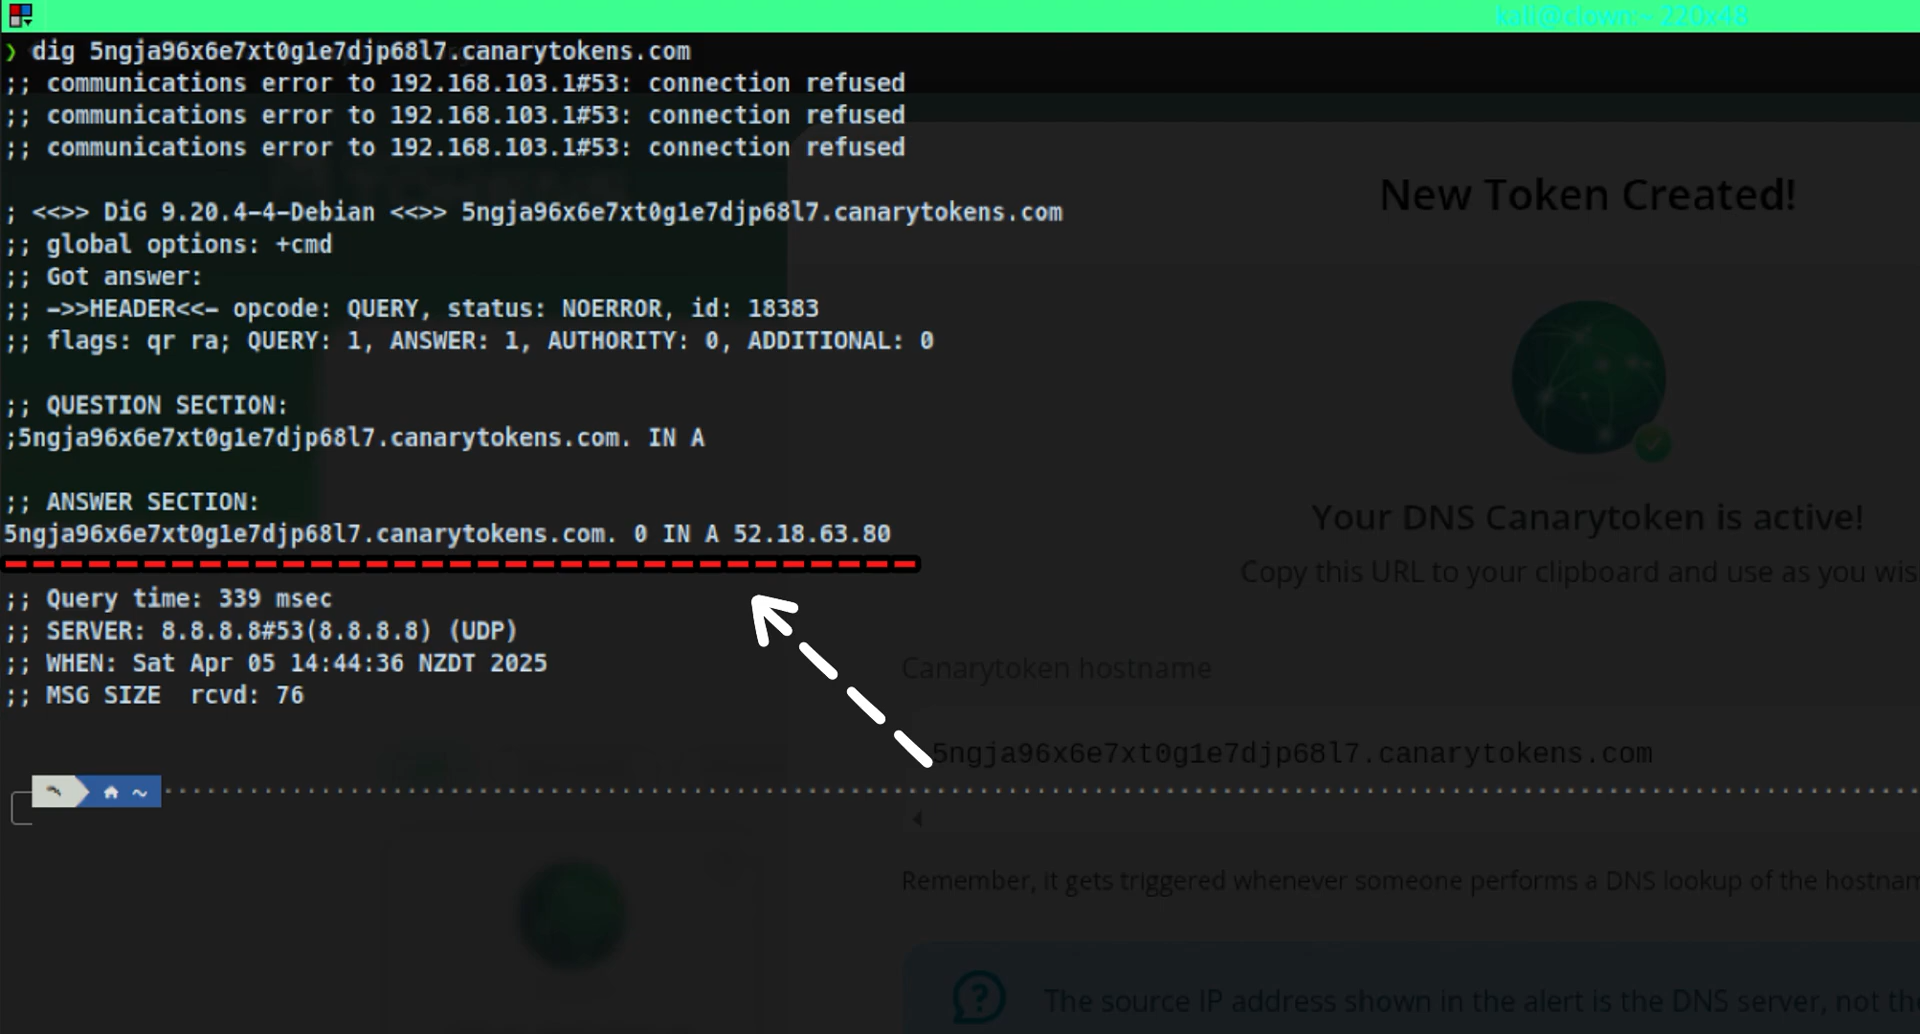 kali@clown:~ 220x48
❯ dig 5ngja96x6e7xt0g1e7djp68l7.canarytokens.com
;; communications error to 192.168.103.1#53: connection refused
;; communications error to 192.168.103.1#53: connection refused
;; communications error to 192.168.103.1#53: connection refused
; <<>> DiG 9.20.4-4-Debian <<>> 5ngja96x6e7xt0g1e7djp68l7.canarytokens.com
;; global options: +cmd
;; Got answer:
;; ->>HEADER<<- opcode: QUERY, status: NOERROR, id: 18383
;; flags: qr ra; QUERY: 1, ANSWER: 1, AUTHORITY: 0, ADDITIONAL: 0
;; QUESTION SECTION:
;5ngja96x6e7xt0g1e7djp68l7.canarytokens.com. IN A
;; ANSWER SECTION:
5ngja96x6e7xt0g1e7djp68l7.canarytokens.com. 0 IN A 52.18.63.80
;; Query time: 339 msec
;; SERVER: 8.8.8.8#53(8.8.8.8) (UDP)
;; WHEN: Sat Apr 05 14:44:36 NZDT 2025
;; MSG SIZE  rcvd: 76
~
New Token Created!
Your DNS Canarytoken is active!
Copy this URL to your clipboard and use as you wis
Canarytoken hostname
5ngja96x6e7xt0g1e7djp68l7.canarytokens.com
Remember, it gets triggered whenever someone performs a DNS lookup of the hostnam
The source IP address shown in the alert is the DNS server, not the